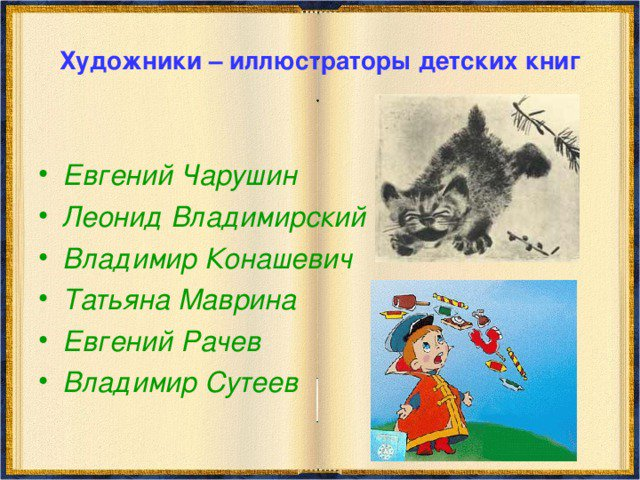 Художники – иллюстраторы детских книг
• Евгений Чарушин
• Леонид Владимирский
• Владимир Конашевич
• Татьяна Маврина
• Евгений Рачев
• Владимир Сутеев